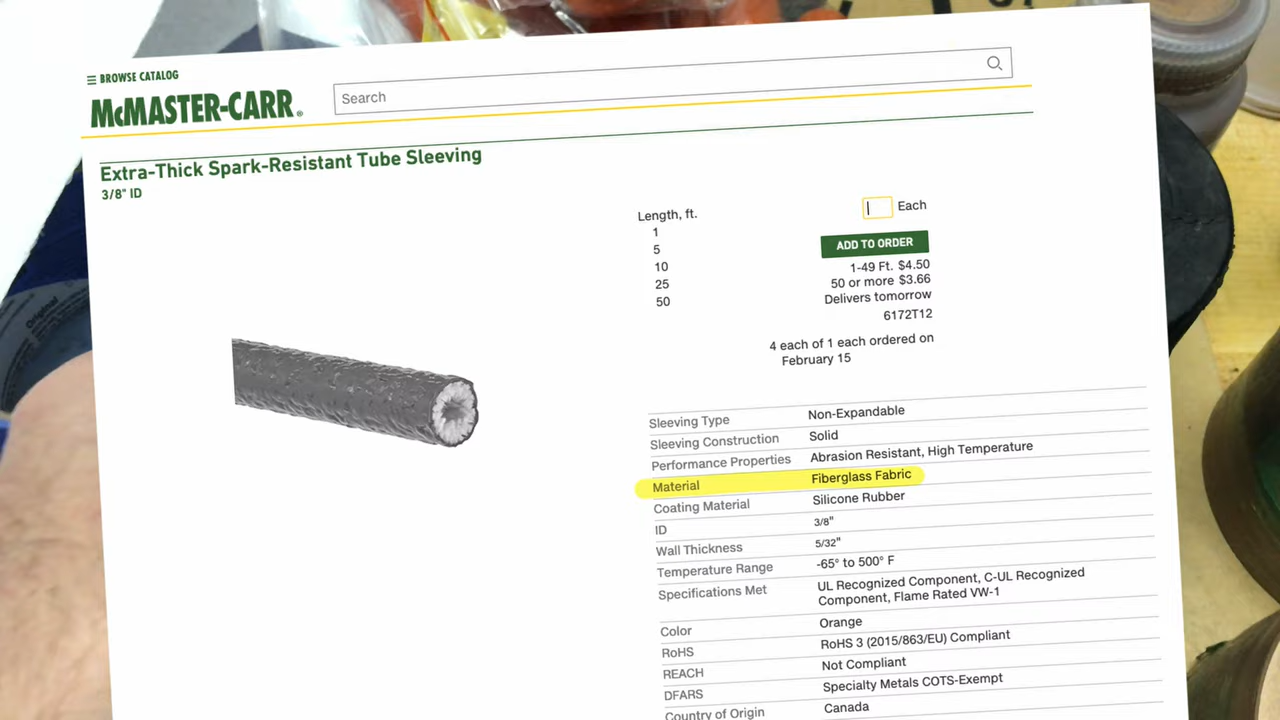 ☰ BROWSE CATALOG
McMASTER-CARR®
Search
Extra-Thick Spark-Resistant Tube Sleeving
3/8" ID
Length, ft.
1
5
10
25
50
Each
ADD TO ORDER
1-49 Ft. $4.50
50 or more $3.66
Delivers tomorrow
6172T12
4 each of 1 each ordered on
February 15
Sleeving Type Non-Expandable
Sleeving Construction Solid
Performance Properties Abrasion Resistant, High Temperature
Material Fiberglass Fabric
Coating Material Silicone Rubber
ID 3/8"
Wall Thickness 5/32"
Temperature Range -65° to 500° F
Specifications Met UL Recognized Component, C-UL Recognized
Component, Flame Rated VW-1
Color Orange
RoHS RoHS 3 (2015/863/EU) Compliant
REACH Not Compliant
DFARS Specialty Metals COTS-Exempt
Country of Origin Canada
Original